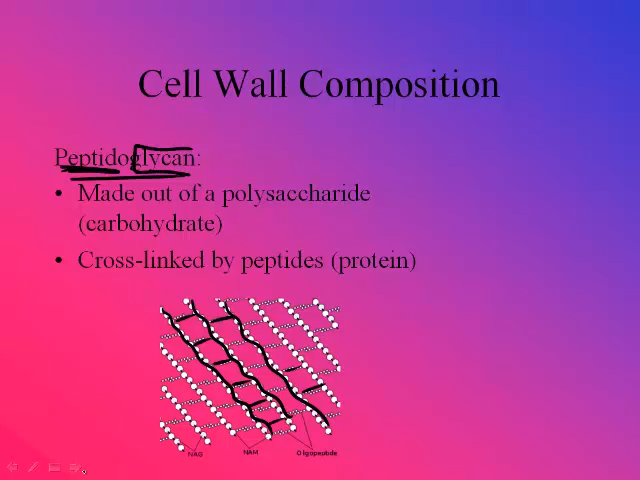 Cell Wall Composition
Peptidoglycan:
• Made out of a polysaccharide
(carbohydrate)
• Cross-linked by peptides (protein)
NAG NAM Oligopeptide